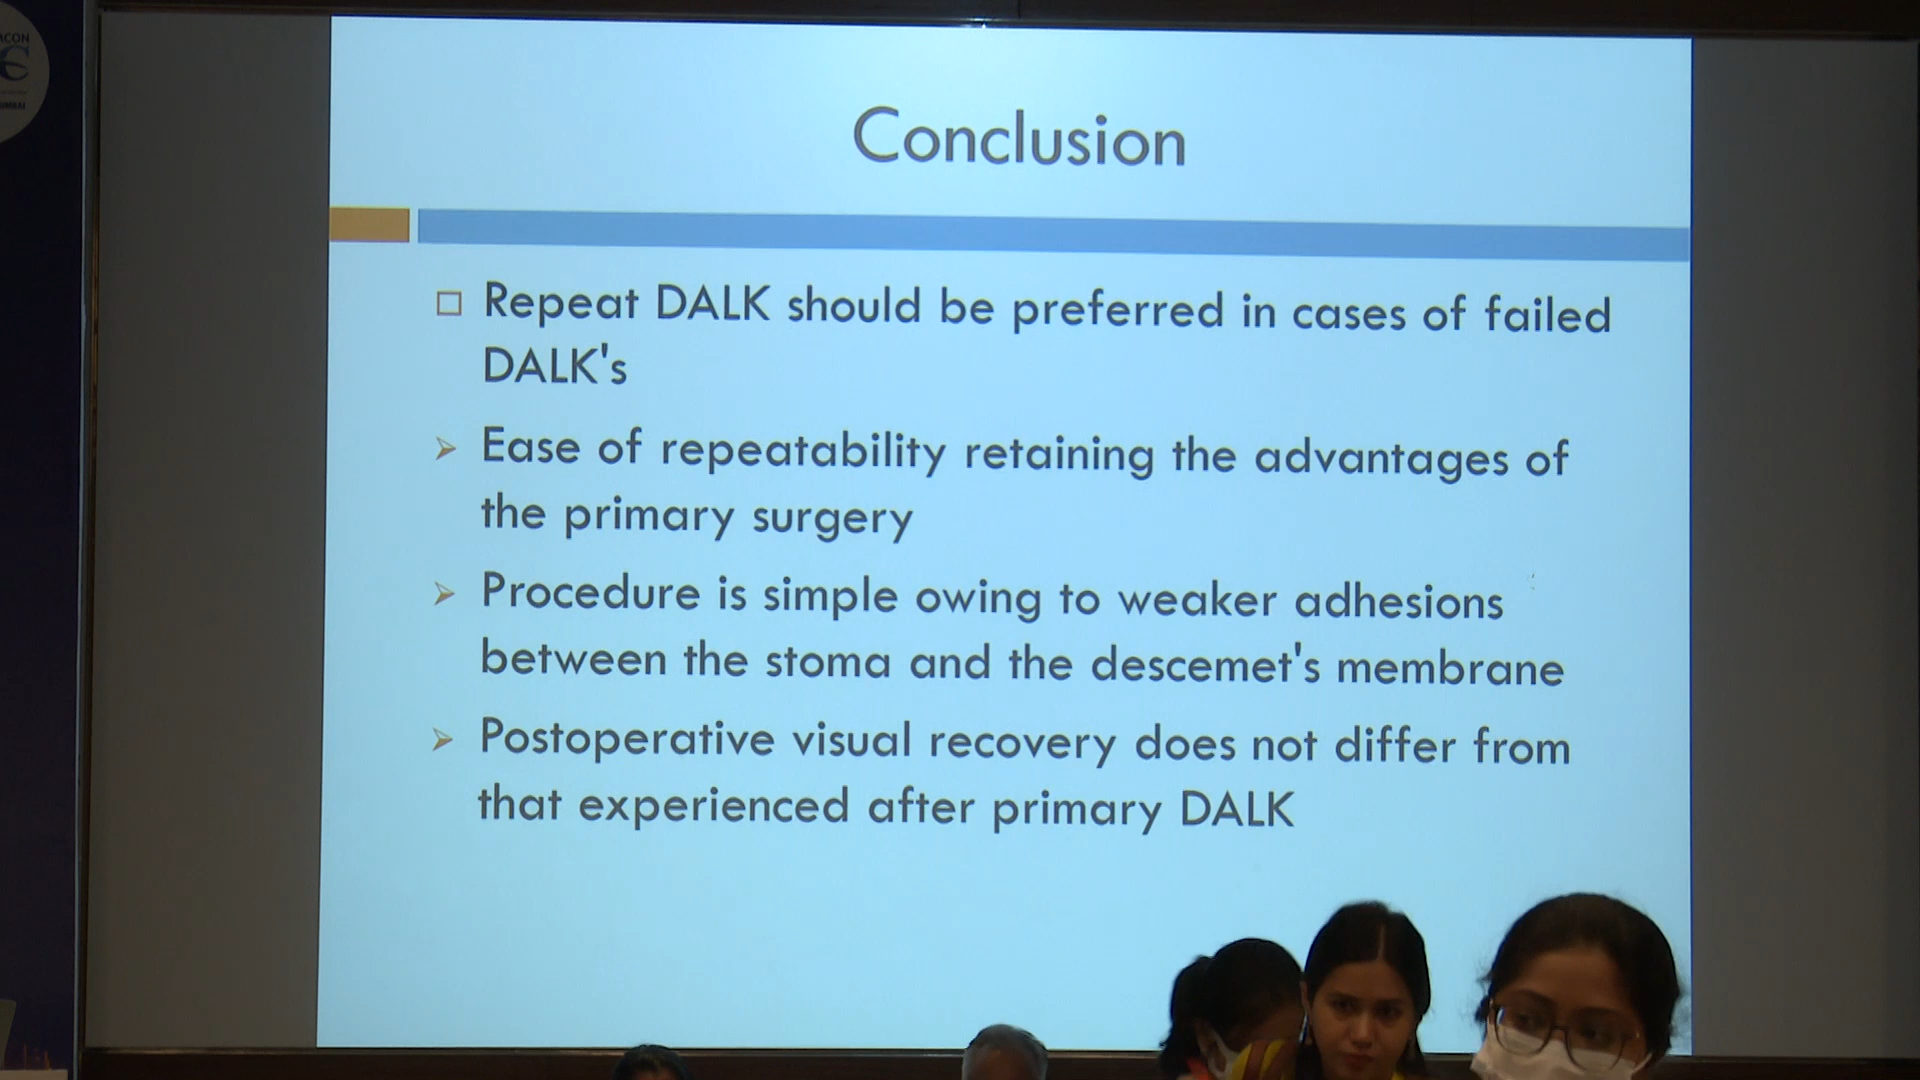 ACON
MBAI
Conclusion
Repeat DALK should be preferred in cases of failed
DALK's
Ease of repeatability retaining the advantages of
the primary surgery
Procedure is simple owing to weaker adhesions
between the stoma and the descemet's membrane
Postoperative visual recovery does not differ from
that experienced after primary DALK